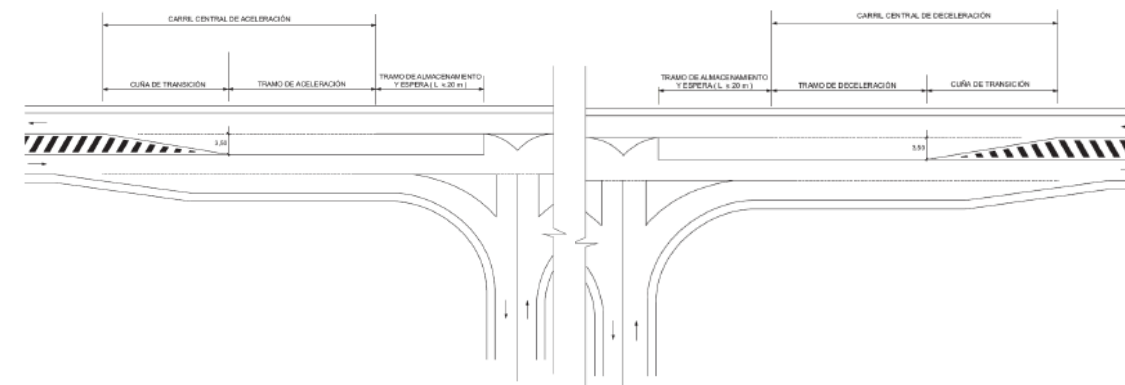 CARRIL CENTRAL DE ACELERACIÓN
CUÑA DE TRANSICIÓN
TRAMO DE ACELERACIÓN
TRAMO DE ALMACENAMIENTO
Y ESPERA ( L ≤ 20 m )
3,50
CARRIL CENTRAL DE DECELERACIÓN
TRAMO DE ALMACENAMIENTO
Y ESPERA ( L ≤ 20 m )
TRAMO DE DECELERACIÓN
CUÑA DE TRANSICIÓN
3,50